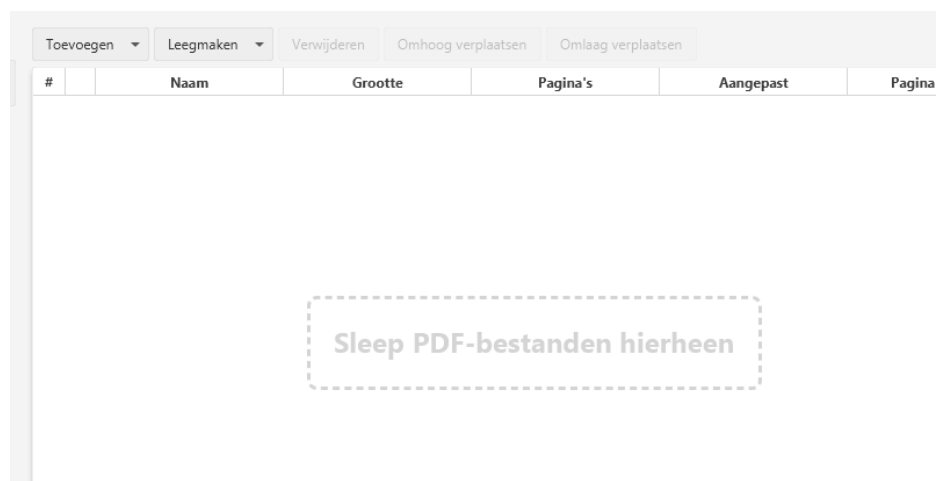 Toevoegen Leegmaken Verwijderen Omhoog verplaatsen Omlaag verplaatsen
# Naam Grootte Pagina's Aangepast Pagina
Sleep PDF-bestanden hierheen